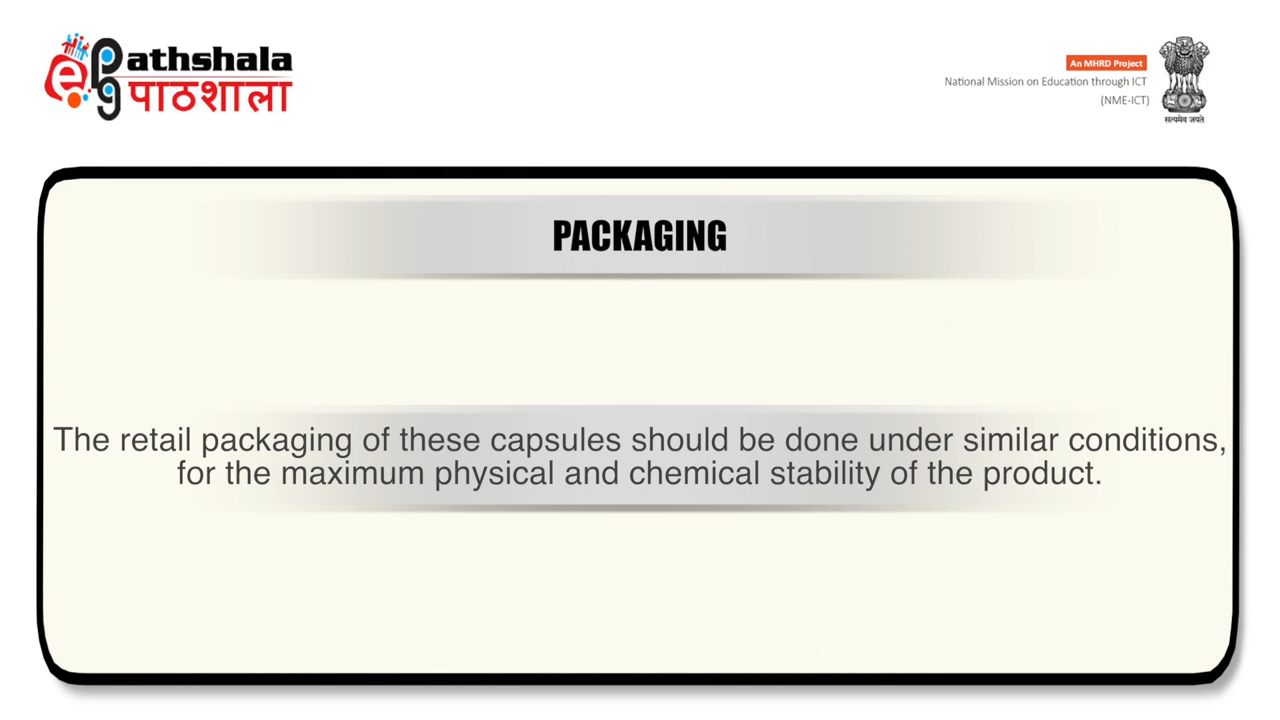 ePG Pathshala
पाठशाला
An MHRD Project
National Mission on Education through ICT
(NME-ICT)
सत्यमेव जयते
PACKAGING
The retail packaging of these capsules should be done under similar conditions,
for the maximum physical and chemical stability of the product.